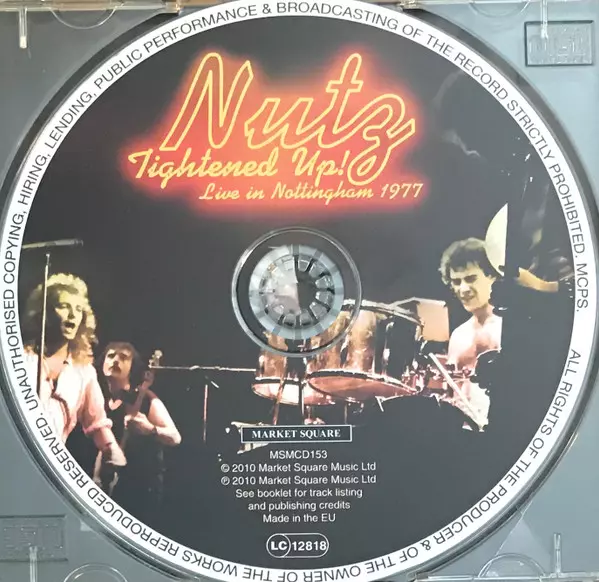 Nutz
Tightened Up!
Live in Nottingham 1977
MARKET SQUARE
MSMCD153
© 2010 Market Square Music Ltd
℗ 2010 Market Square Music Ltd
See booklet for track listing
and publishing credits
Made in the EU
LC 12818
ALL RIGHTS OF THE PRODUCER & OF THE OWNER OF THE WORKS REPRODUCED RESERVED UNAUTHORISED COPYING, HIRING, LENDING, PUBLIC PERFORMANCE & BROADCASTING OF THE RECORD STRICTLY PROHIBITED. MCPS.